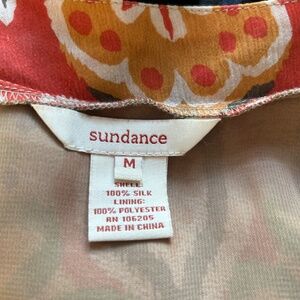 sundance
M
SHELL:
100% SILK
LINING:
100% POLYESTER
RN 106205
MADE IN CHINA